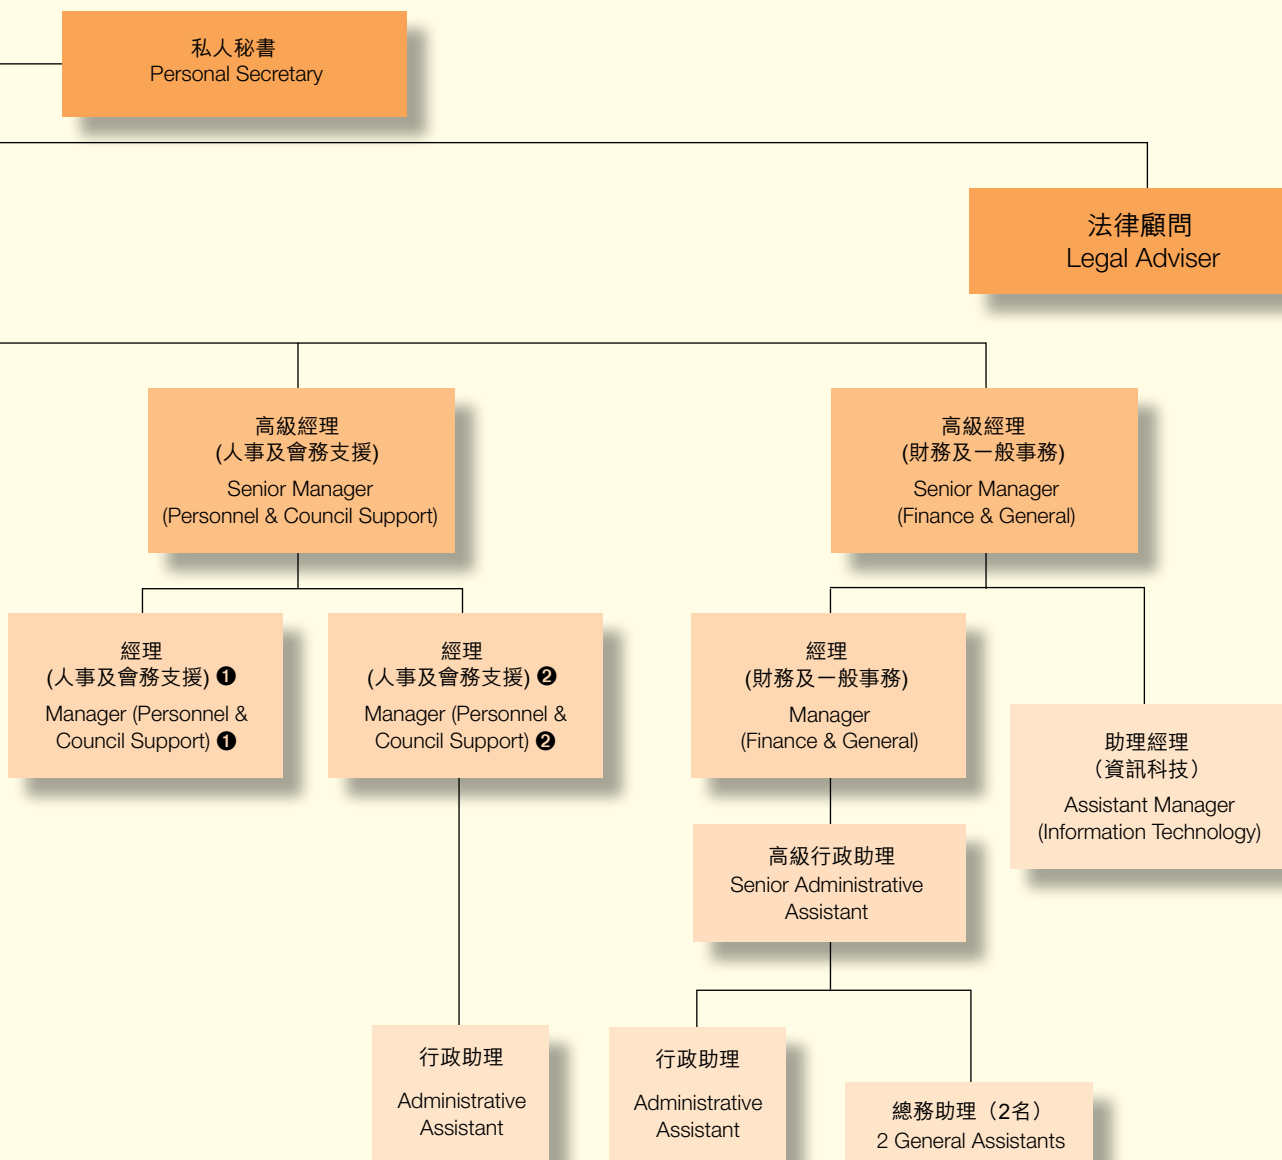 私人秘書
Personal Secretary
法律顧問
Legal Adviser
高級經理
(人事及會務支援)
Senior Manager
(Personnel & Council Support)
高級經理
(財務及一般事務)
Senior Manager
(Finance & General)
經理
(人事及會務支援) ❶
Manager (Personnel &
Council Support) ❶
經理
(人事及會務支援) ❷
Manager (Personnel &
Council Support) ❷
經理
(財務及一般事務)
Manager
(Finance & General)
助理經理
（資訊科技）
Assistant Manager
(Information Technology)
高級行政助理
Senior Administrative
Assistant
行政助理
Administrative
Assistant
行政助理
Administrative
Assistant
總務助理（2名）
2 General Assistants